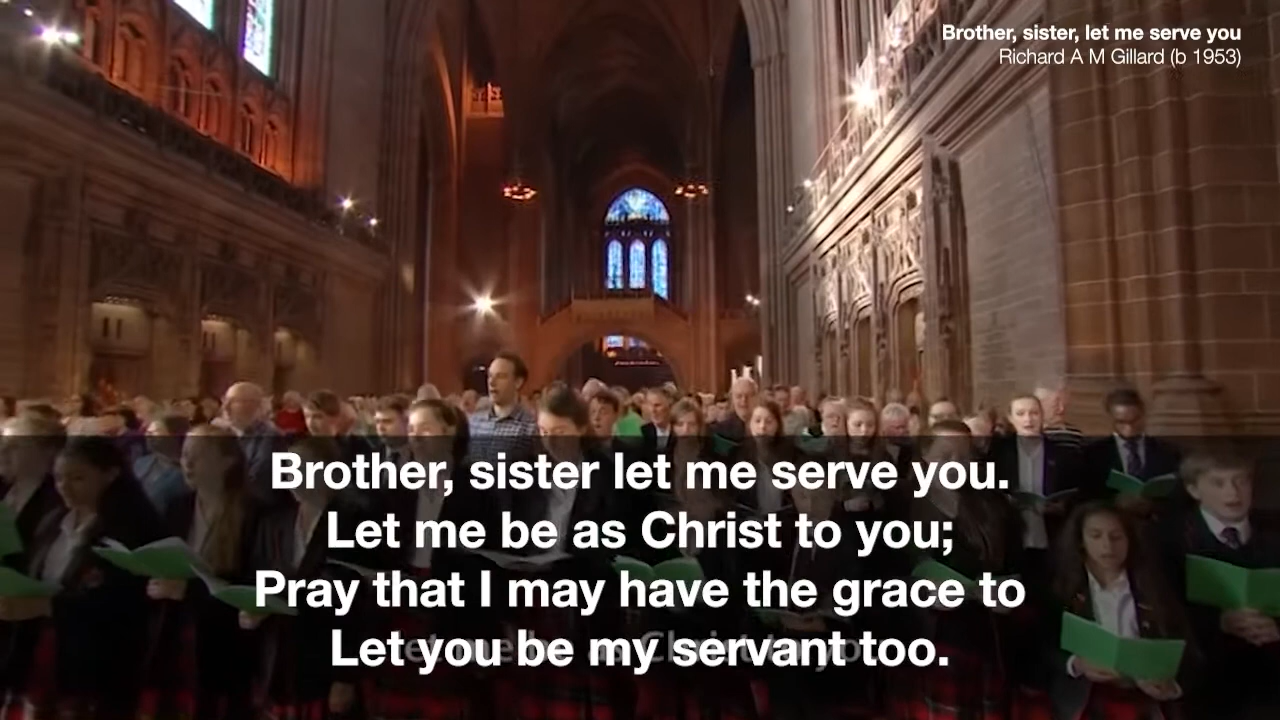 Brother, sister, let me serve you
Richard A M Gillard (b 1953)
Brother, sister let me serve you.
Let me be as Christ to you;
Pray that I may have the grace to
Let you be my servant too.